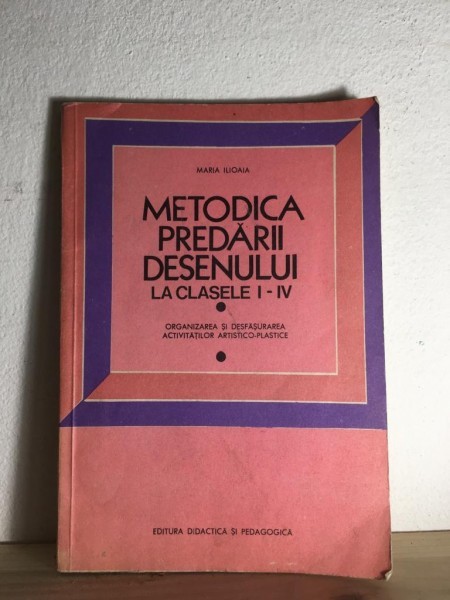 MARIA ILIOAIA
METODICA
PREDĂRII
DESENULUI
LA CLASELE I - IV
ORGANIZAREA ȘI DESFĂȘURAREA
ACTIVITĂȚILOR ARTISTICO-PLASTICE
EDITURA DIDACTICĂ ȘI PEDAGOGICĂ